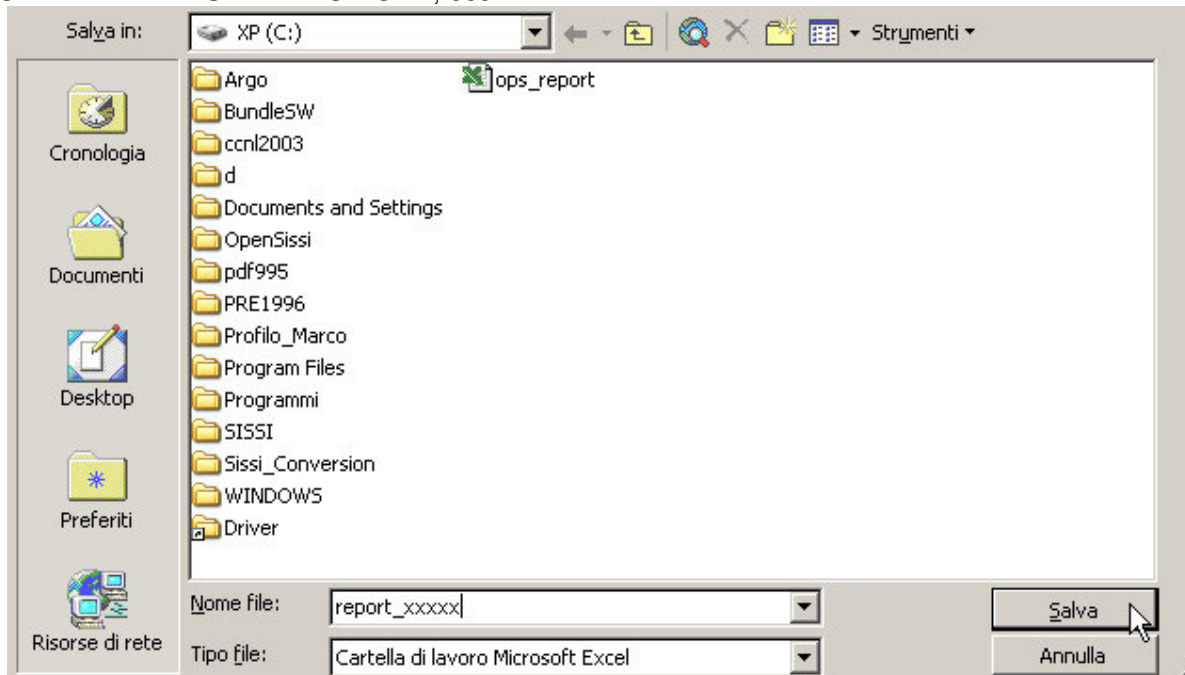 Salva in: XP (C:) Strumenti
Argo ops_report
BundleSW
ccnl2003
Cronologia
d
Documents and Settings
OpenSissi
Documenti
pdf995
PRE1996
Profilo_Marco
Program Files
Desktop
Programmi
SISSI
Sissi_Conversion
WINDOWS
Preferiti
Driver
Nome file: report_xxxxx Salva
Risorse di rete
Tipo file: Cartella di lavoro Microsoft Excel Annulla